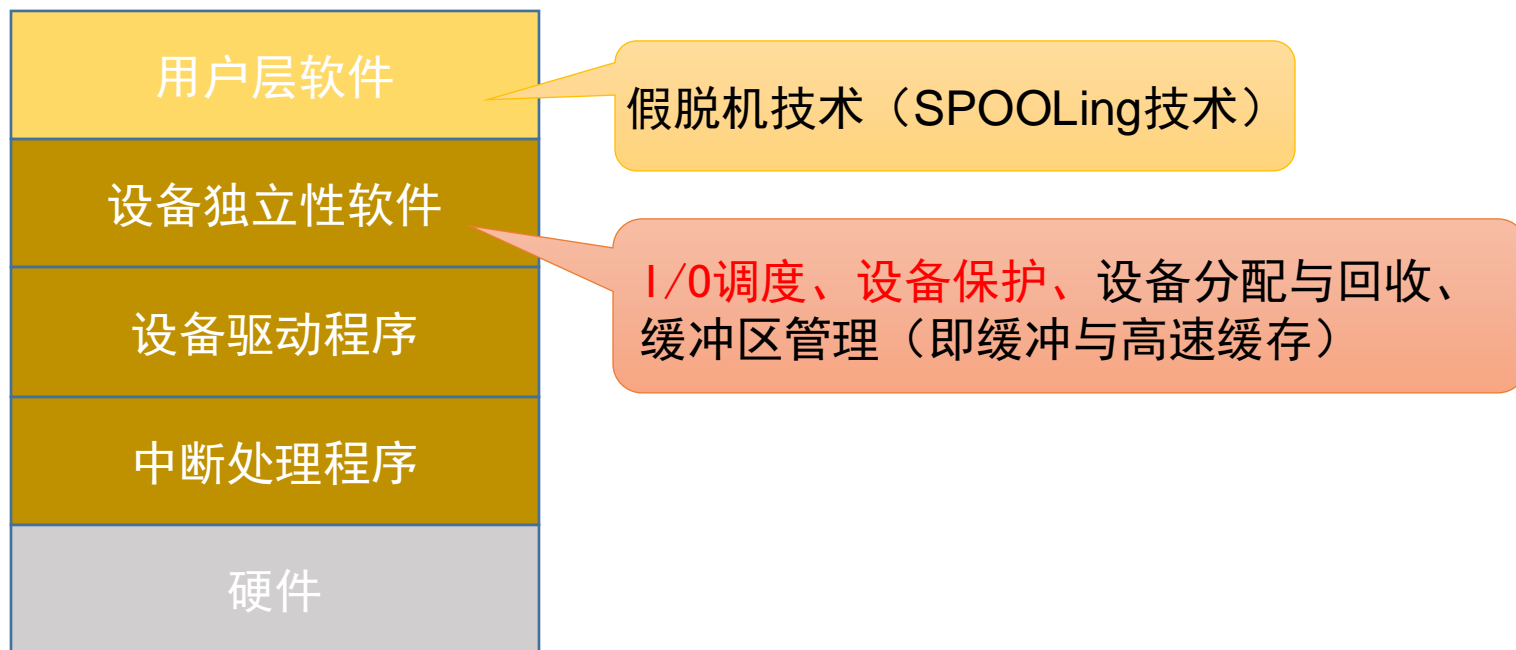 用户层软件
假脱机技术（SPOOLing技术）
设备独立性软件
I/O调度、设备保护、设备分配与回收、
缓冲区管理（即缓冲与高速缓存）
设备驱动程序
中断处理程序
硬件